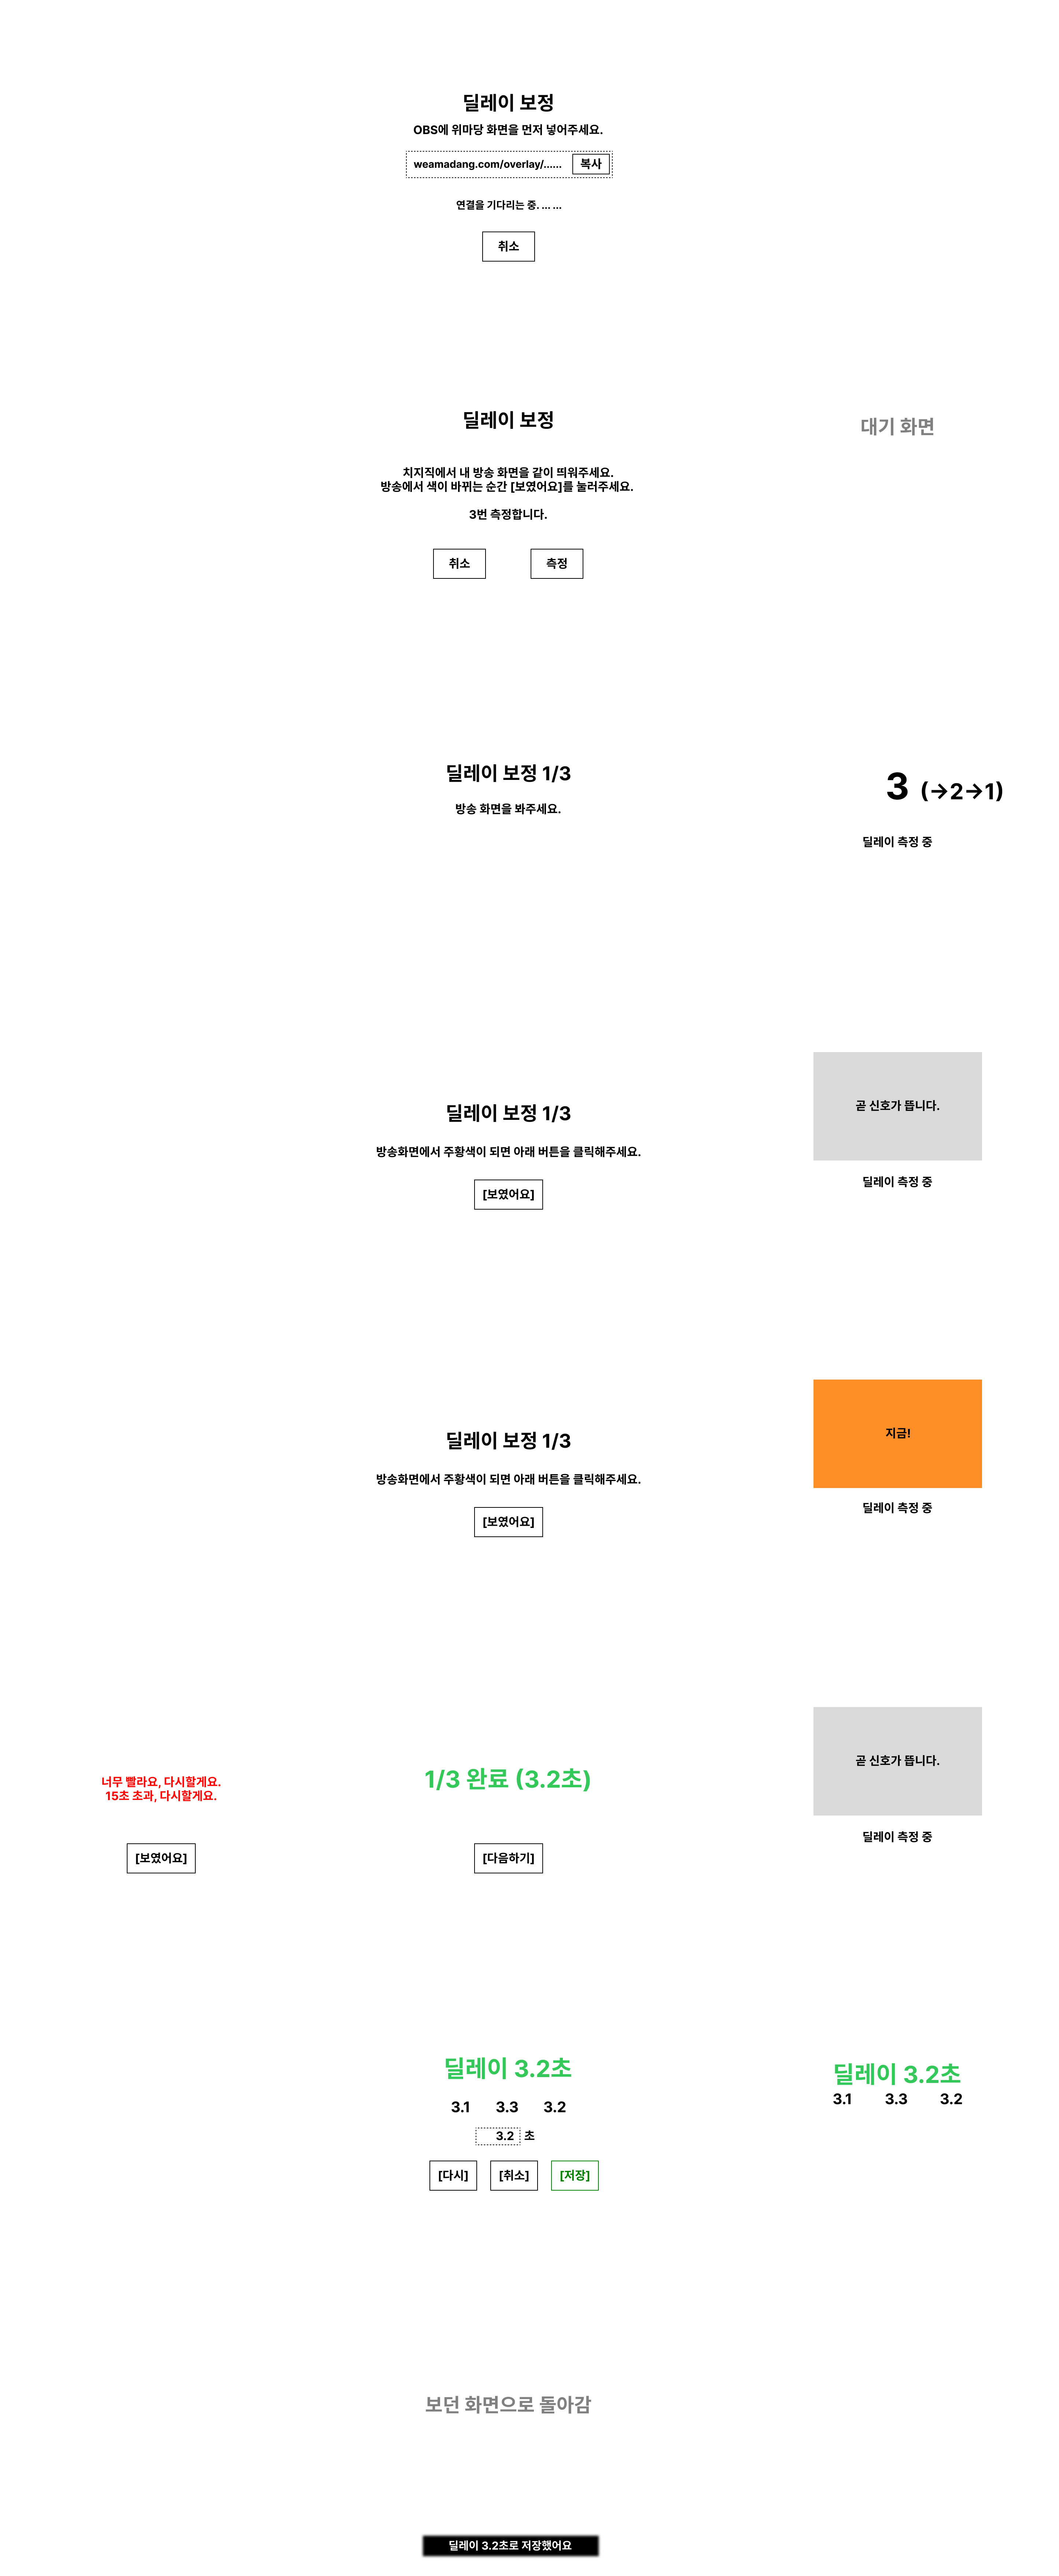 딜레이 보정
OBS에 위마당 화면을 먼저 넣어주세요.
weamadang.com/overlay/...... 복사
연결을 기다리는 중. ... ...
취소
딜레이 보정
대기 화면
치지직에서 내 방송 화면을 같이 띄워주세요.
방송에서 색이 바뀌는 순간 [보였어요]를 눌러주세요.
3번 측정합니다.
취소 측정
딜레이 보정 1/3
3 (→2→1)
방송 화면을 봐주세요.
딜레이 측정 중
딜레이 보정 1/3
곧 신호가 뜹니다.
방송화면에서 주황색이 되면 아래 버튼을 클릭해주세요.
[보였어요]
딜레이 측정 중
딜레이 보정 1/3
지금!
방송화면에서 주황색이 되면 아래 버튼을 클릭해주세요.
[보였어요]
딜레이 측정 중
너무 빨라요, 다시할게요.
15초 초과, 다시할게요.
[보였어요]
1/3 완료 (3.2초)
[다음하기]
곧 신호가 뜹니다.
딜레이 측정 중
딜레이 3.2초
3.1 3.3 3.2
3.2 초
[다시] [취소] [저장]
딜레이 3.2초
3.1 3.3 3.2
보던 화면으로 돌아감
딜레이 3.2초로 저장했어요